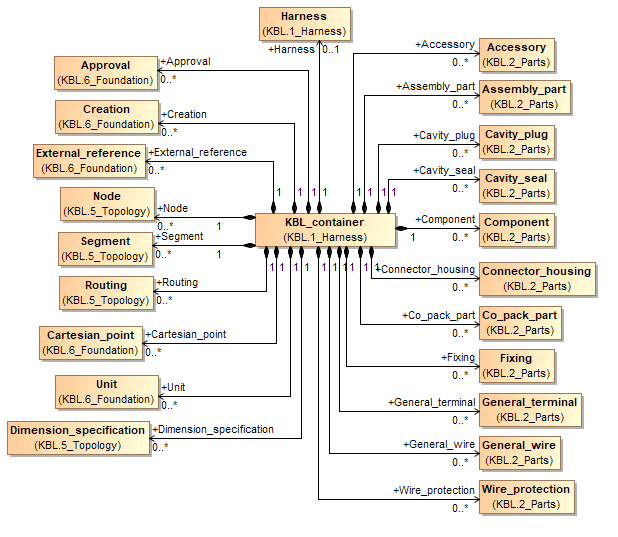 Harness
(KBL.1_Harness)
+Harness
0..1
Approval
(KBL.6_Foundation)
+Approval
0..*
Creation
(KBL.6_Foundation)
+Creation
0..*
External_reference
(KBL.6_Foundation)
+External_reference
0..*
1
1
1
1
Node
(KBL.5_Topology)
+Node
0..*
1
Segment
(KBL.5_Topology)
+Segment
0..*
1
Routing
(KBL.5_Topology)
+Routing
0..*
Cartesian_point
(KBL.6_Foundation)
+Cartesian_point
0..*
Unit
(KBL.6_Foundation)
+Unit
0..*
Dimension_specification
(KBL.5_Topology)
+Dimension_specification
0..*
1
1
1
1
KBL_container
(KBL.1_Harness)
+Accessory
0..*
Accessory
(KBL.2_Parts)
+Assembly_part
0..*
Assembly_part
(KBL.2_Parts)
+Cavity_plug
0..*
Cavity_plug
(KBL.2_Parts)
+Cavity_seal
0..*
Cavity_seal
(KBL.2_Parts)
1
1
1
1
+Component
1
0..*
Component
(KBL.2_Parts)
1
1
1
1
1
1
+Connector_housing
0..*
Connector_housing
(KBL.2_Parts)
+Co_pack_part
0..*
Co_pack_part
(KBL.2_Parts)
+Fixing
0..*
Fixing
(KBL.2_Parts)
+General_terminal
0..*
General_terminal
(KBL.2_Parts)
+General_wire
0..*
General_wire
(KBL.2_Parts)
+Wire_protection
0..*
Wire_protection
(KBL.2_Parts)